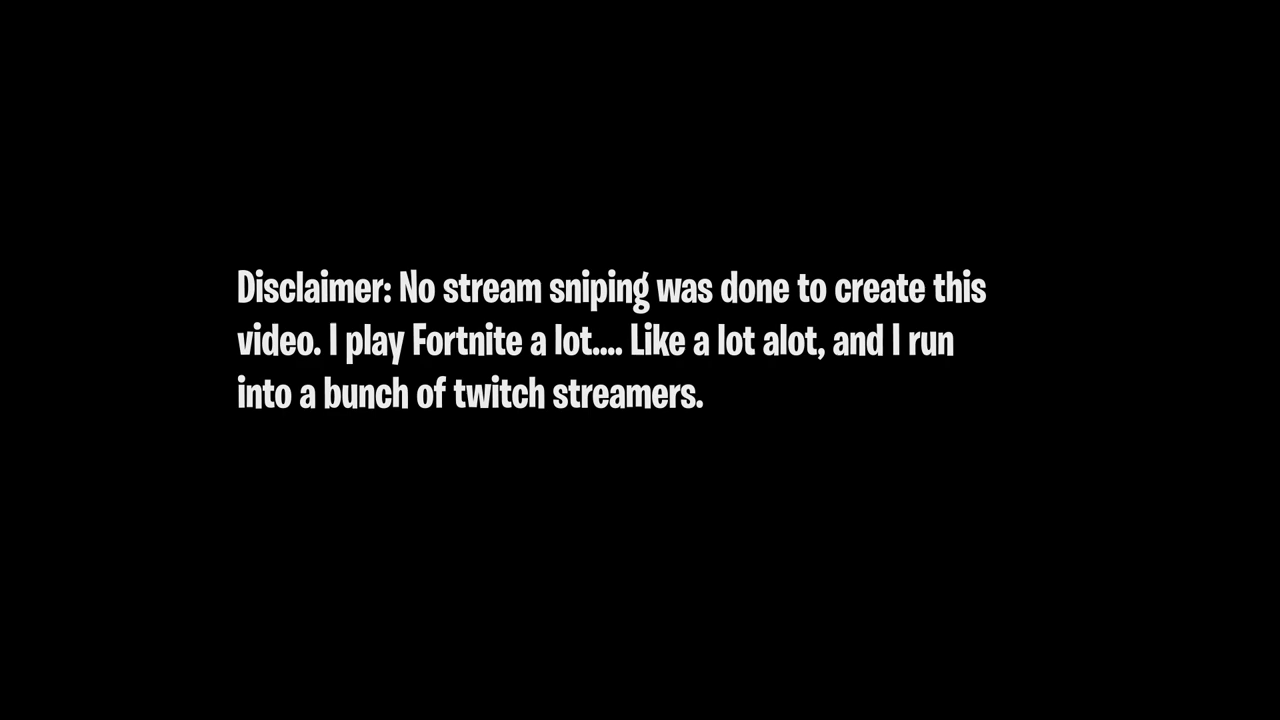 Disclaimer: No stream sniping was done to create this
video. I play Fortnite a lot.... Like a lot alot, and I run
into a bunch of twitch streamers.